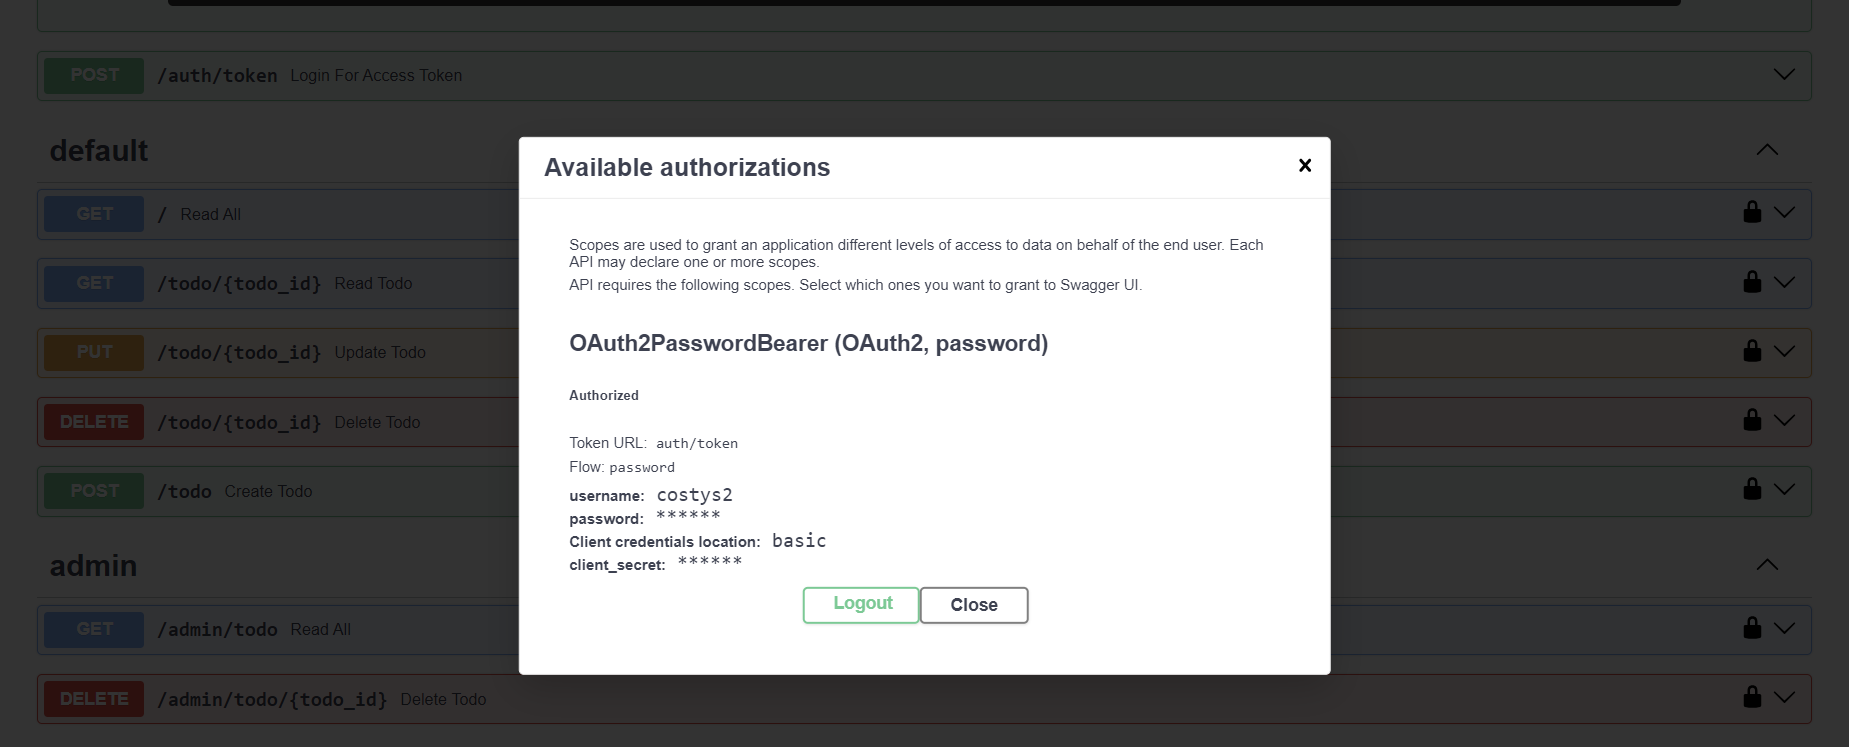 POST /auth/token Login For Access Token
default
GET / Read All
GET /todo/{todo_id} Read Todo
PUT /todo/{todo_id} Update Todo
DELETE /todo/{todo_id} Delete Todo
POST /todo Create Todo
admin
GET /admin/todo Read All
DELETE /admin/todo/{todo_id} Delete Todo
Available authorizations
Scopes are used to grant an application different levels of access to data on behalf of the end user. Each
API may declare one or more scopes.
API requires the following scopes. Select which ones you want to grant to Swagger UI.
OAuth2PasswordBearer (OAuth2, password)
Authorized
Token URL: auth/token
Flow: password
username: costys2
password: ******
Client credentials location: basic
client_secret: ******
Logout Close